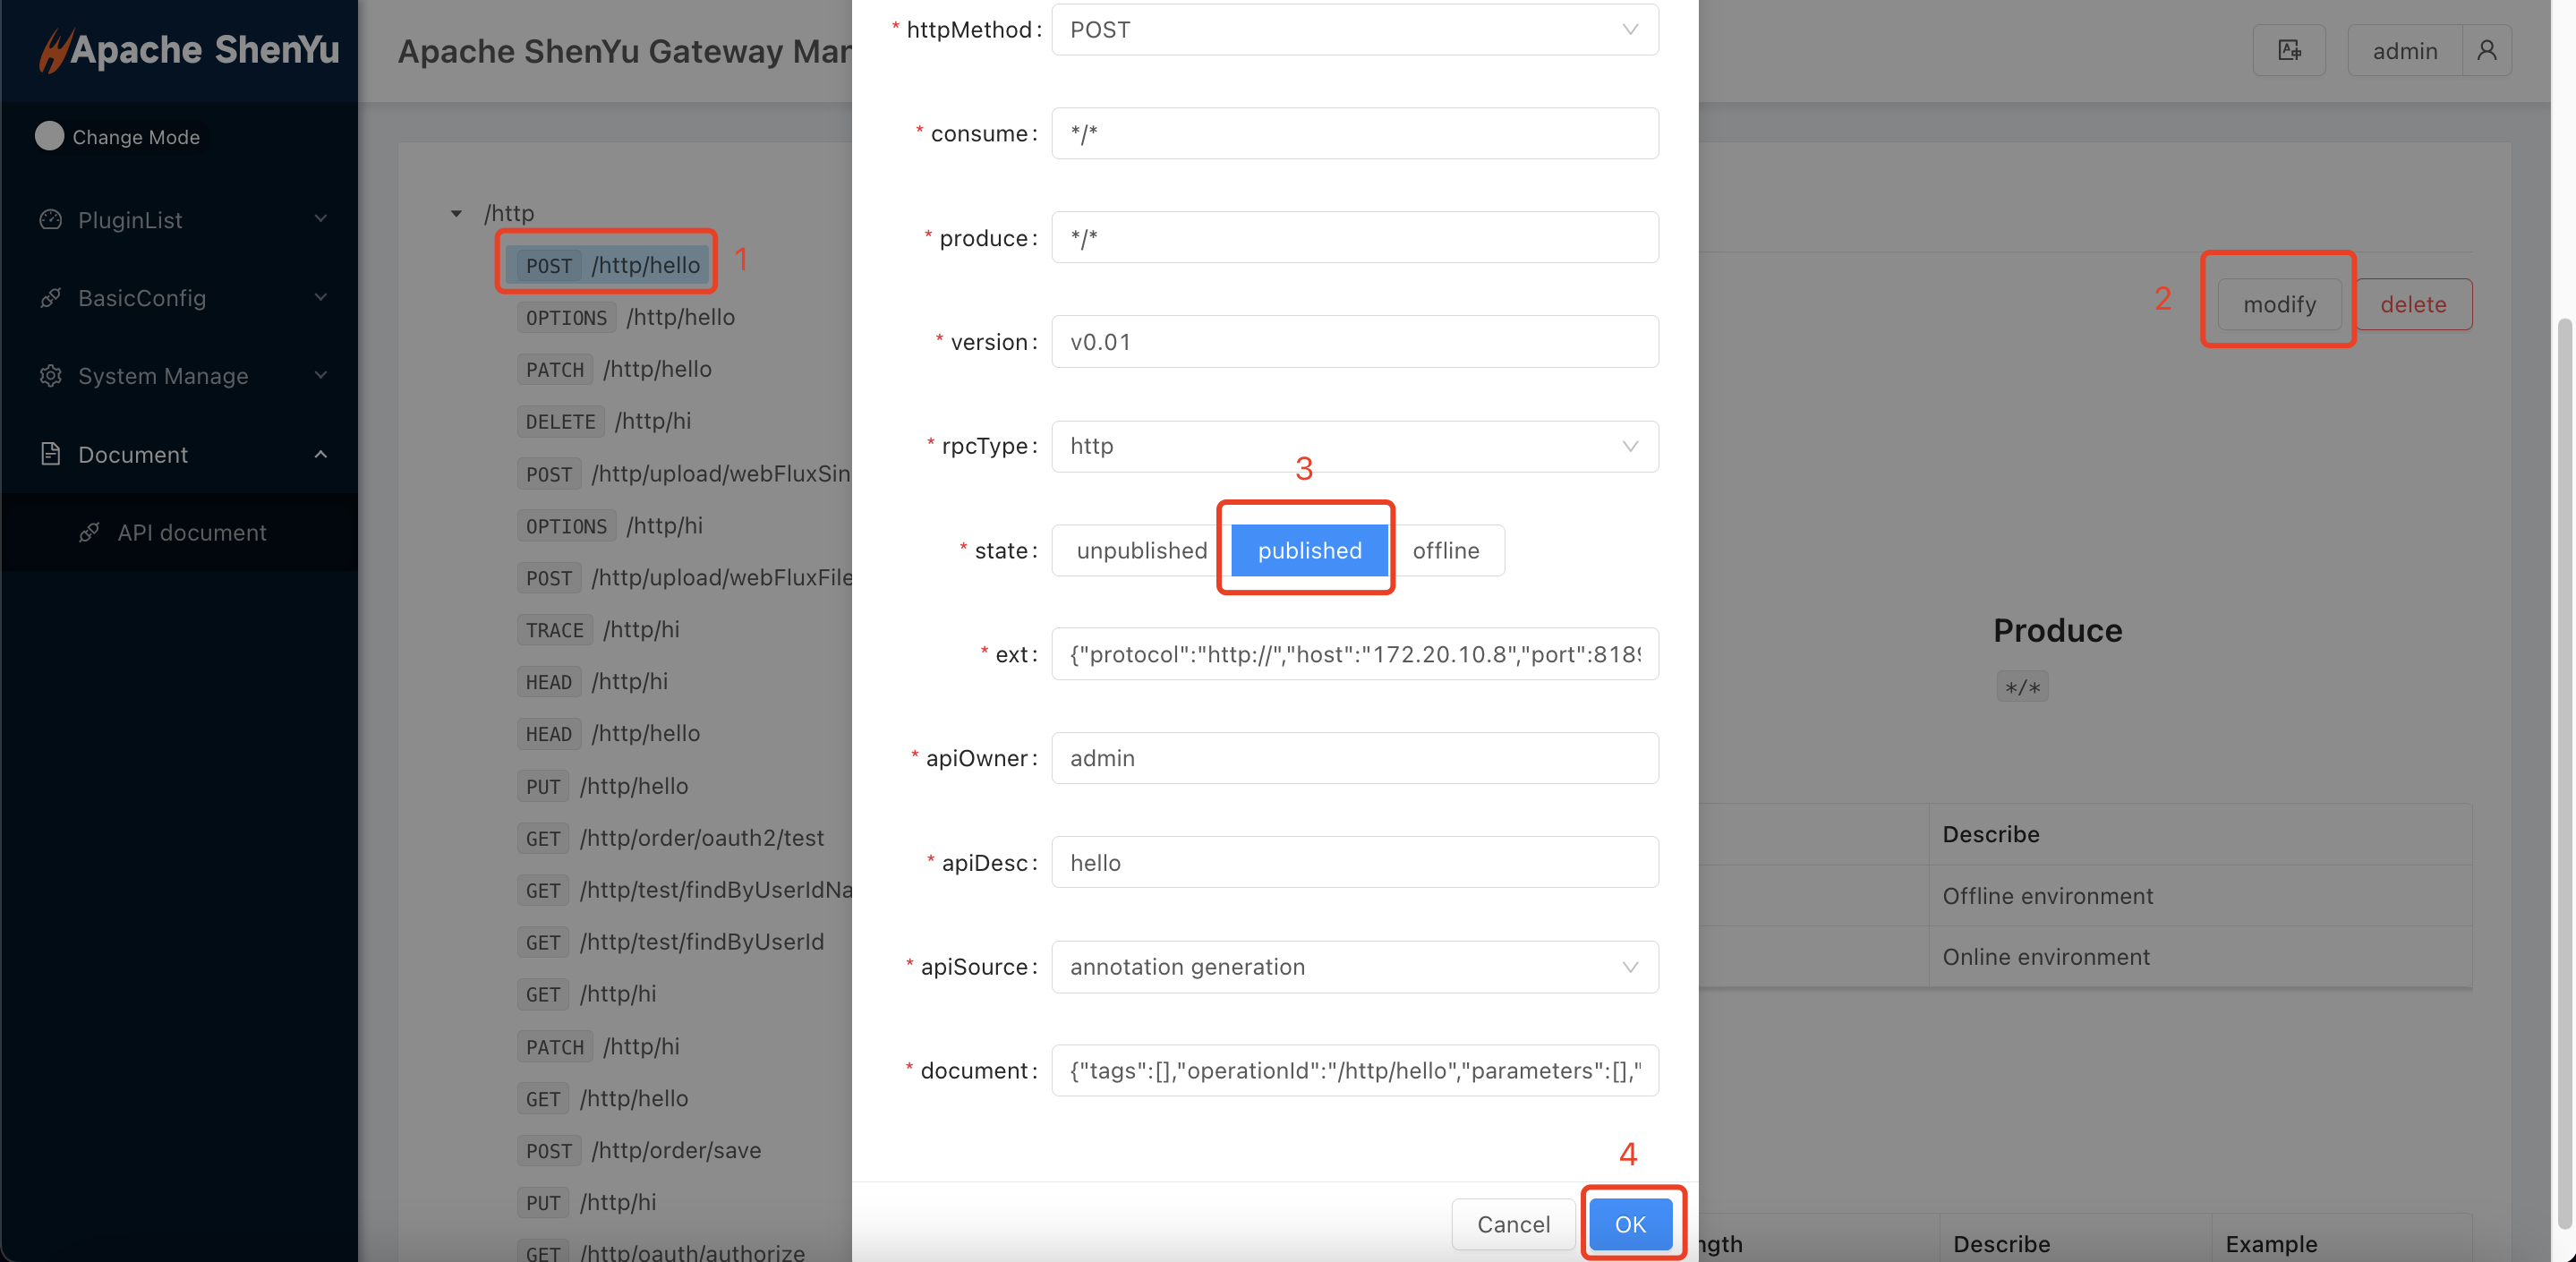 Apache ShenYu
Change Mode
PluginList
BasicConfig
System Manage
Document
API document
Apache ShenYu Gateway Man
admin
/http
POST /http/hello
1
OPTIONS /http/hello
PATCH /http/hello
DELETE /http/hi
POST /http/upload/webFluxSin
OPTIONS /http/hi
POST /http/upload/webFluxFile
TRACE /http/hi
HEAD /http/hi
HEAD /http/hello
PUT /http/hello
GET /http/order/oauth2/test
GET /http/test/findByUserIdNa
GET /http/test/findByUserId
GET /http/hi
PATCH /http/hi
GET /http/hello
POST /http/order/save
PUT /http/hi
GET /http/oauth/authorize
* httpMethod: POST
* consume: */*
* produce: */*
* version: v0.01
* rpcType: http
3
* state: unpublished published offline
* ext: {"protocol":"http://","host":"172.20.10.8","port":8189
* apiOwner: admin
* apiDesc: hello
* apiSource: annotation generation
* document: {"tags":[],"operationId":"/http/hello","parameters":[],"
4
Cancel OK
2
modify delete
Produce
*/*
Describe
Offline environment
Online environment
ngth Describe Example